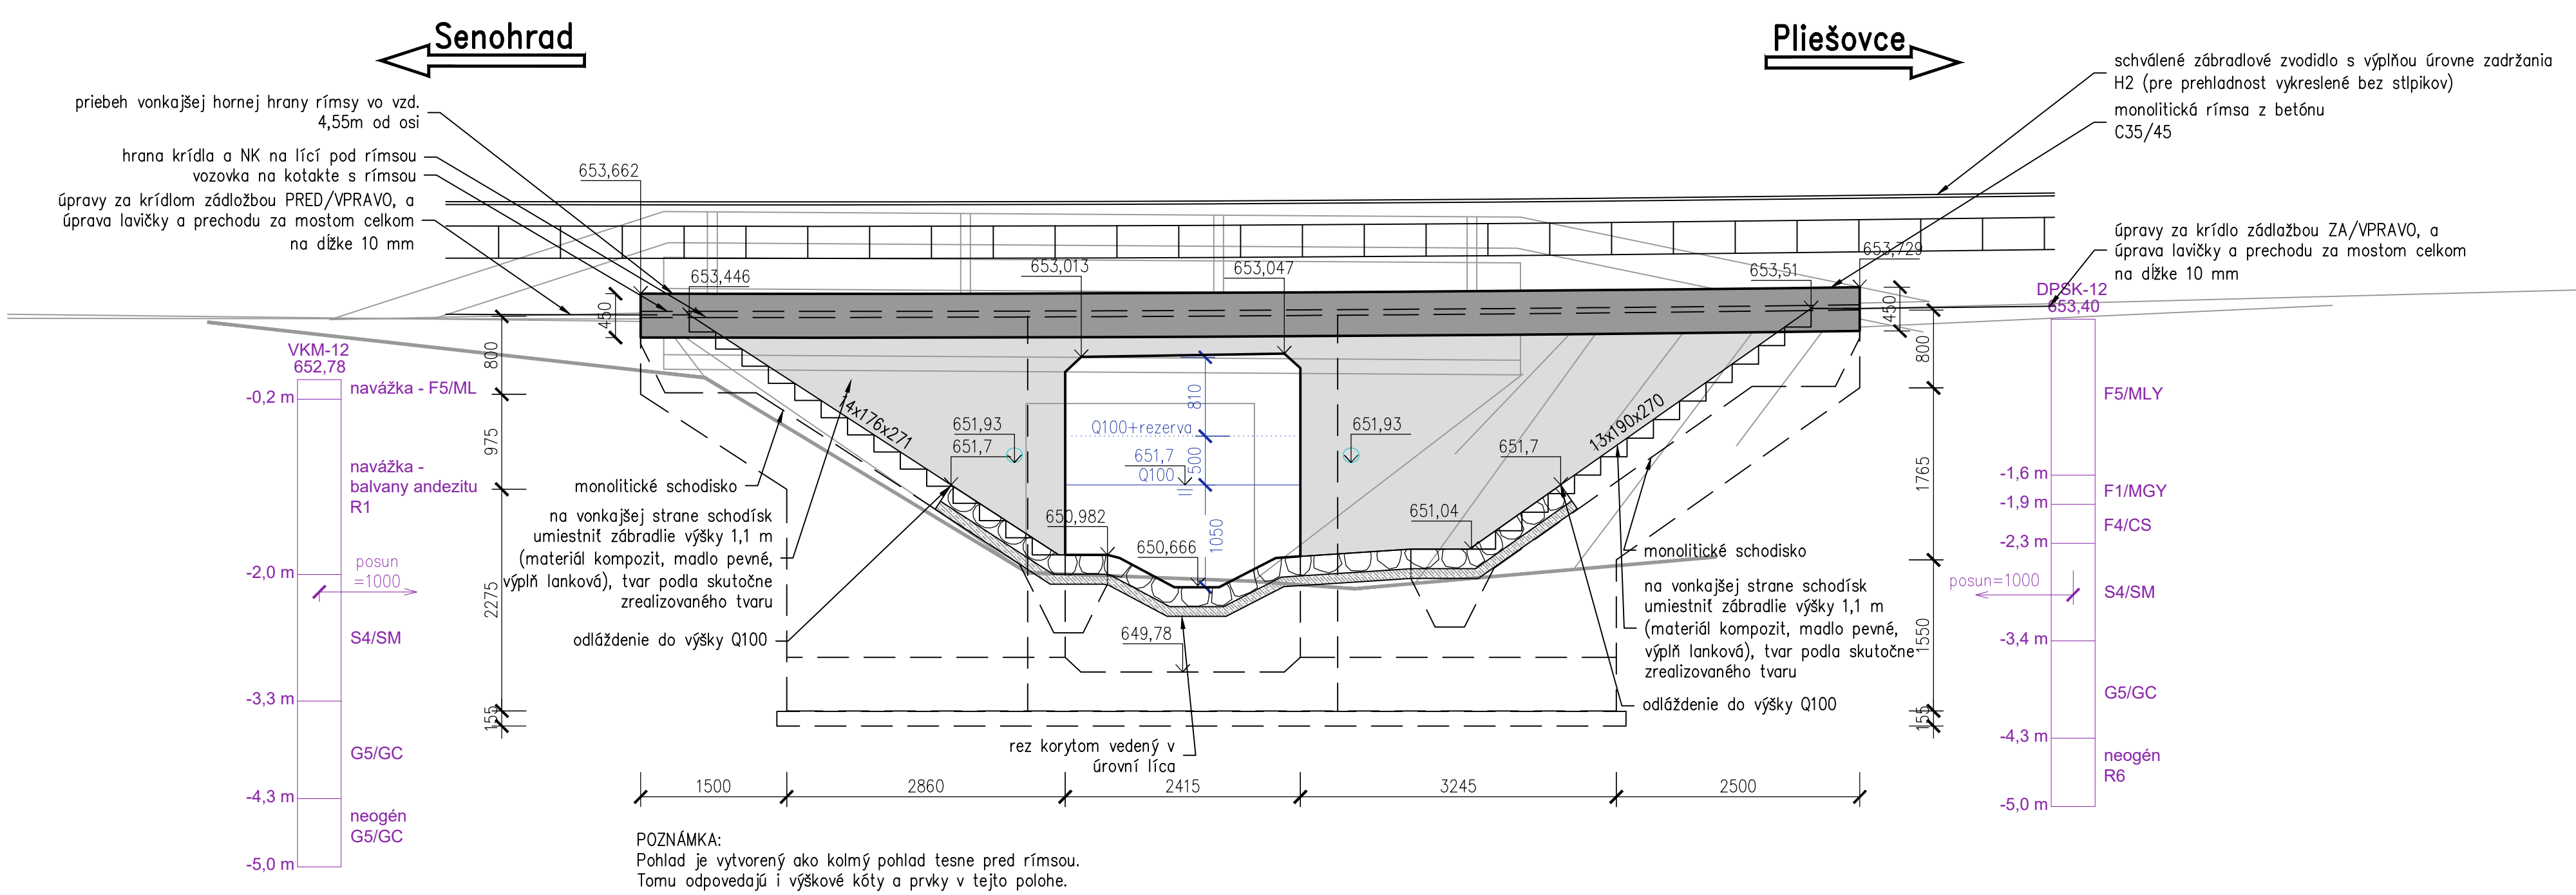 Senohrad
Pliešovce
priebeh vonkajšej hornej hrany rímsy vo vzd.
4,55m od osi
hrana krídla a NK na lící pod rímsou
vozovka na kotakte s rímsou
úpravy za krídlom zádložbou PRED/VPRAVO, a
úprava lavičky a prechodu za mostom celkom
na dĺžke 10 mm
schválené zábradlové zvodidlo s výplňou úrovne zadržania
H2 (pre prehladnost vykreslené bez stlpikov)
monolitická rímsa z betónu
C35/45
úpravy za krídlo zádlažbou ZA/VPRAVO, a
úprava lavičky a prechodu za mostom celkom
na dĺžke 10 mm
653,662
653,446
653,013
653,047
653,51
653,729
450
450
800
975
2275
155
800
1765
1550
155
VKM-12
652,78
-0,2 m
navážka - F5/ML
navážka -
balvany andezitu
R1
-2,0 m
posun
=1000
S4/SM
-3,3 m
G5/GC
-4,3 m
neogén
G5/GC
-5,0 m
DPSK-12
653,40
F5/MLY
-1,6 m
F1/MGY
-1,9 m
F4/CS
-2,3 m
posun=1000
S4/SM
-3,4 m
G5/GC
-4,3 m
neogén
R6
-5,0 m
14x176x271
13x190x270
651,93
651,7
Q100+rezerva
651,7
Q100
810
500
1050
651,93
651,7
650,982
650,666
651,04
649,78
monolitické schodisko
na vonkajšej strane schodísk
umiestniť zábradlie výšky 1,1 m
(materiál kompozit, madlo pevné,
výplň lanková), tvar podla skutočne
zrealizovaného tvaru
odláždenie do výšky Q100
monolitické schodisko
na vonkajšej strane schodísk
umiestniť zábradlie výšky 1,1 m
(materiál kompozit, madlo pevné,
výplň lanková), tvar podla skutočne
zrealizovaného tvaru
odláždenie do výšky Q100
rez korytom vedený v
úrovní líca
1500
2860
2415
3245
2500
POZNÁMKA:
Pohlad je vytvorený ako kolmý pohlad tesne pred rímsou.
Tomu odpovedajú i výškové kóty a prvky v tejto polohe.